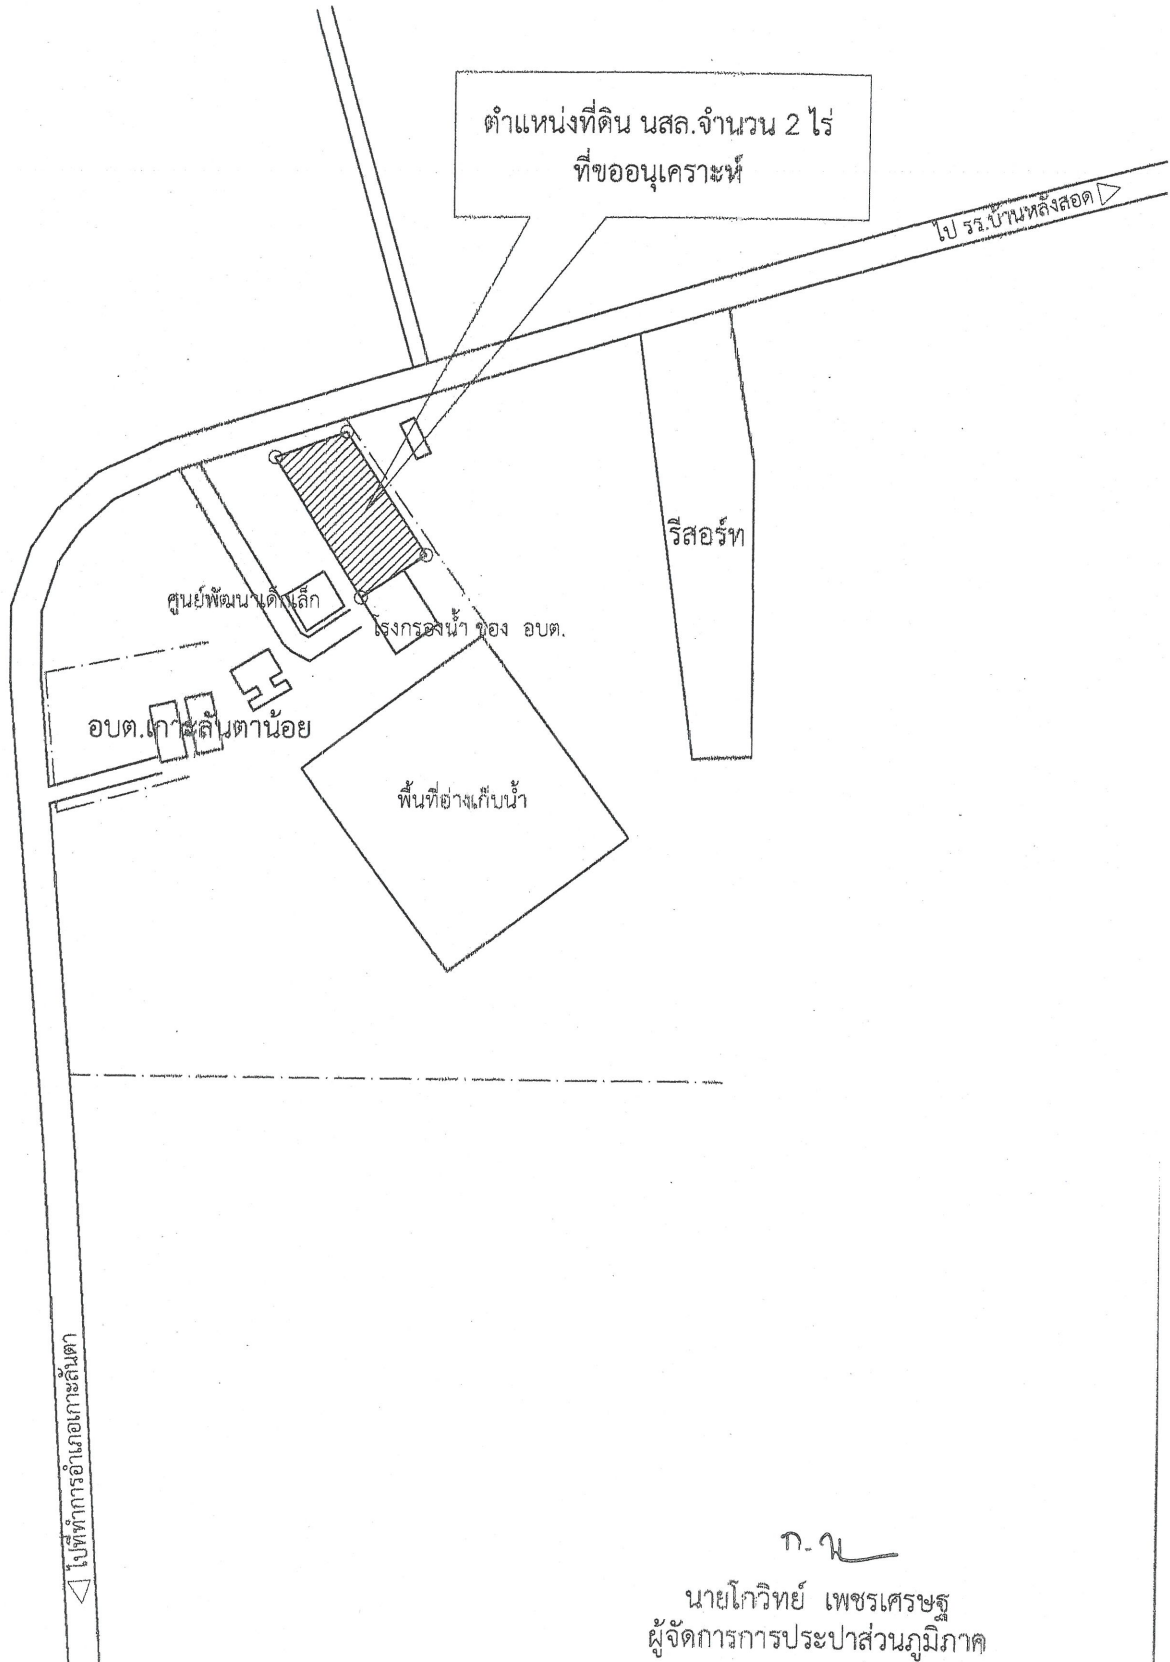 ตำแหน่งที่ดิน นสล.จำนวน 2 ไร่
ที่ขออนุเคราะห์
ไป รร.บ้านหลังสอด
รีสอร์ท
ศูนย์พัฒนาเด็กเล็ก
โรงกรองน้ำ ของ อบต.
อบต.เกาะลันตาน้อย
พื้นที่อ่างเก็บน้ำ
ไปที่ทำการอำเภอเกาะลันตา
นายโกวิทย์ เพชรเศรษฐ
ผู้จัดการการประปาส่วนภูมิภาค